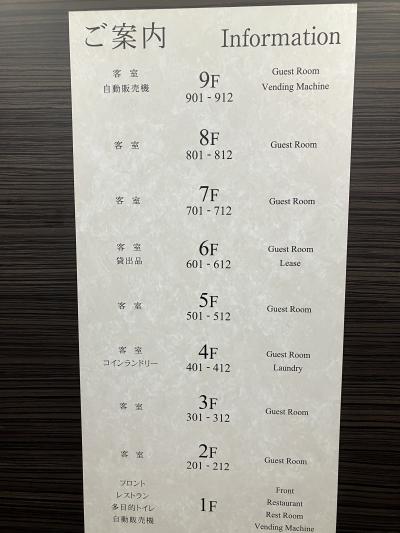 ご案内 Information
客 室 9F Guest Room
自動販売機 901 - 912 Vending Machine
客 室 8F Guest Room
801 - 812
客 室 7F Guest Room
701 - 712
客 室 6F Guest Room
貸出品 601 - 612 Lease
客 室 5F Guest Room
501 - 512
客 室 4F Guest Room
コインランドリー 401 - 412 Laundry
客 室 3F Guest Room
301 - 312
客 室 2F Guest Room
201 - 212
フロント Front
レストラン Restaurant
多目的トイレ 1F Rest Room
自動販売機 Vending Machine